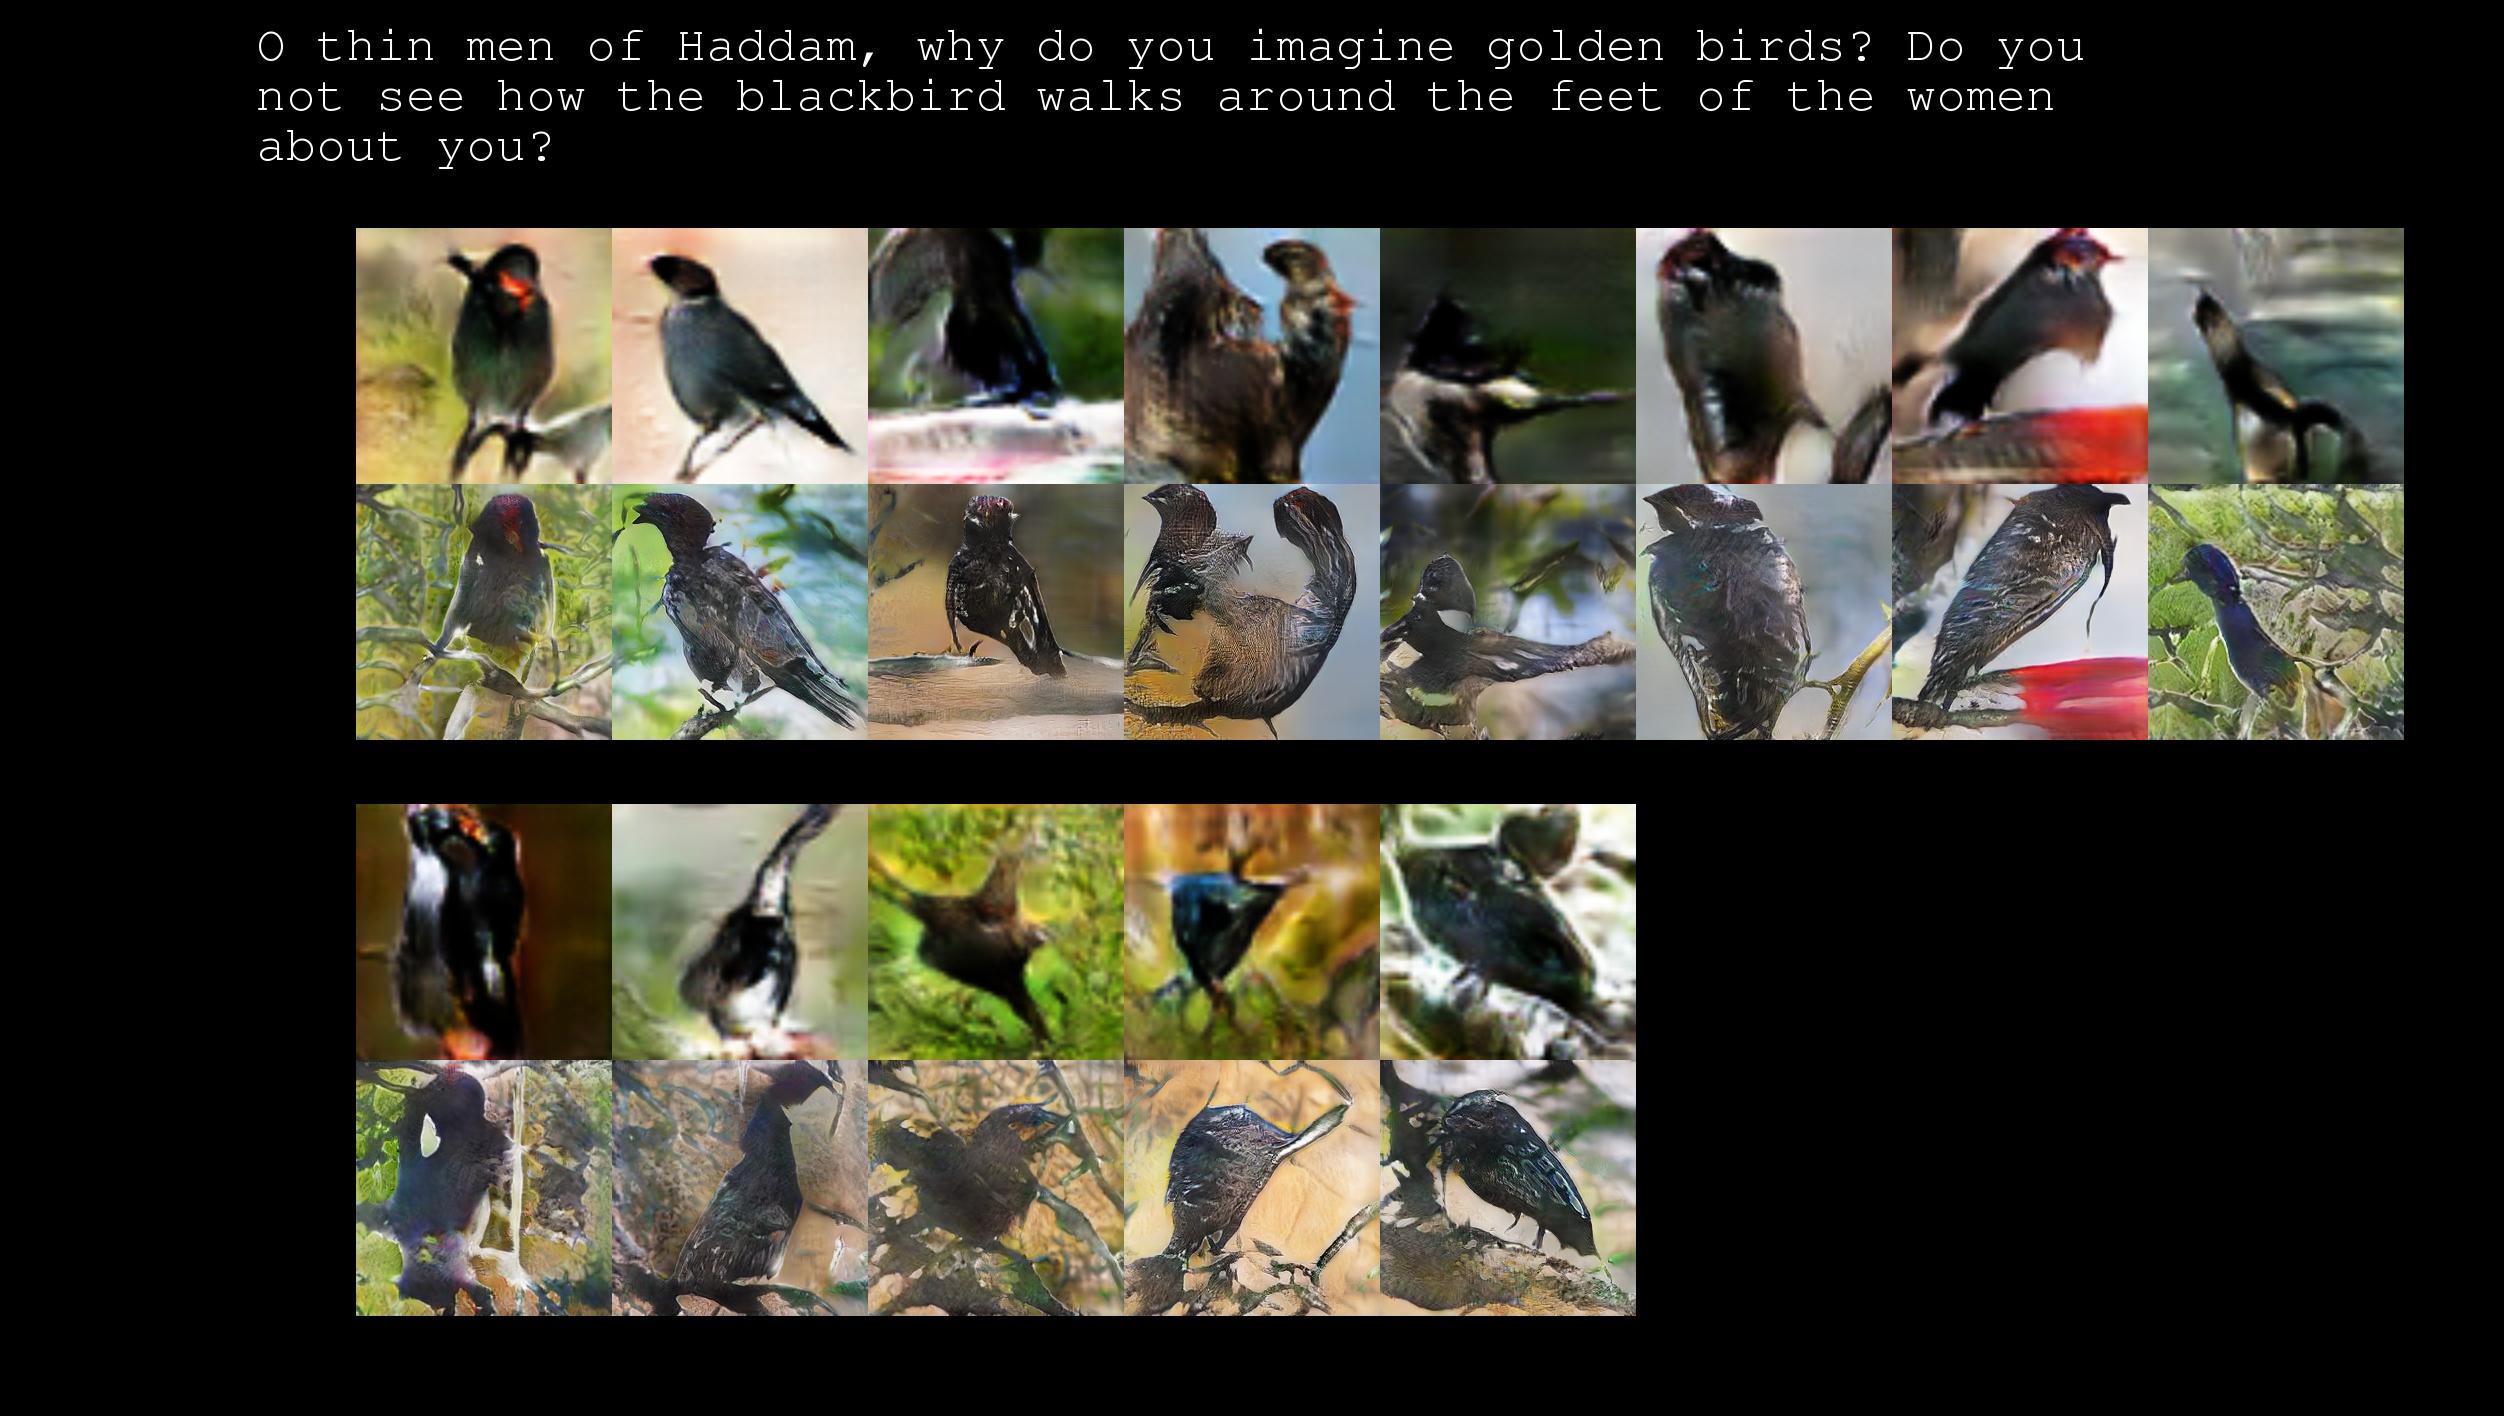 O thin men of Haddam, why do you imagine golden birds? Do you
not see how the blackbird walks around the feet of the women
about you?